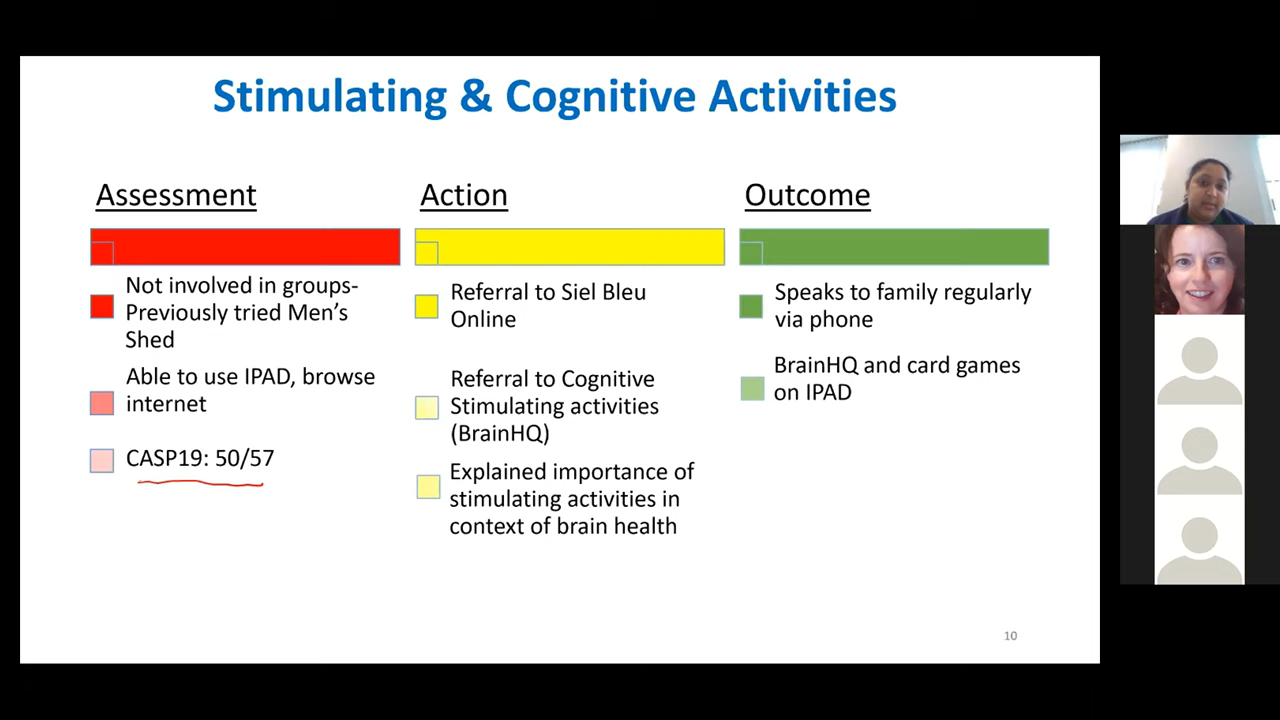 Stimulating & Cognitive Activities
Assessment
Not involved in groups-
Previously tried Men's
Shed
Able to use IPAD, browse
internet
CASP19: 50/57
Action
Referral to Siel Bleu
Online
Referral to Cognitive
Stimulating activities
(BrainHQ)
Explained importance of
stimulating activities in
context of brain health
Outcome
Speaks to family regularly
via phone
BrainHQ and card games
on IPAD
10